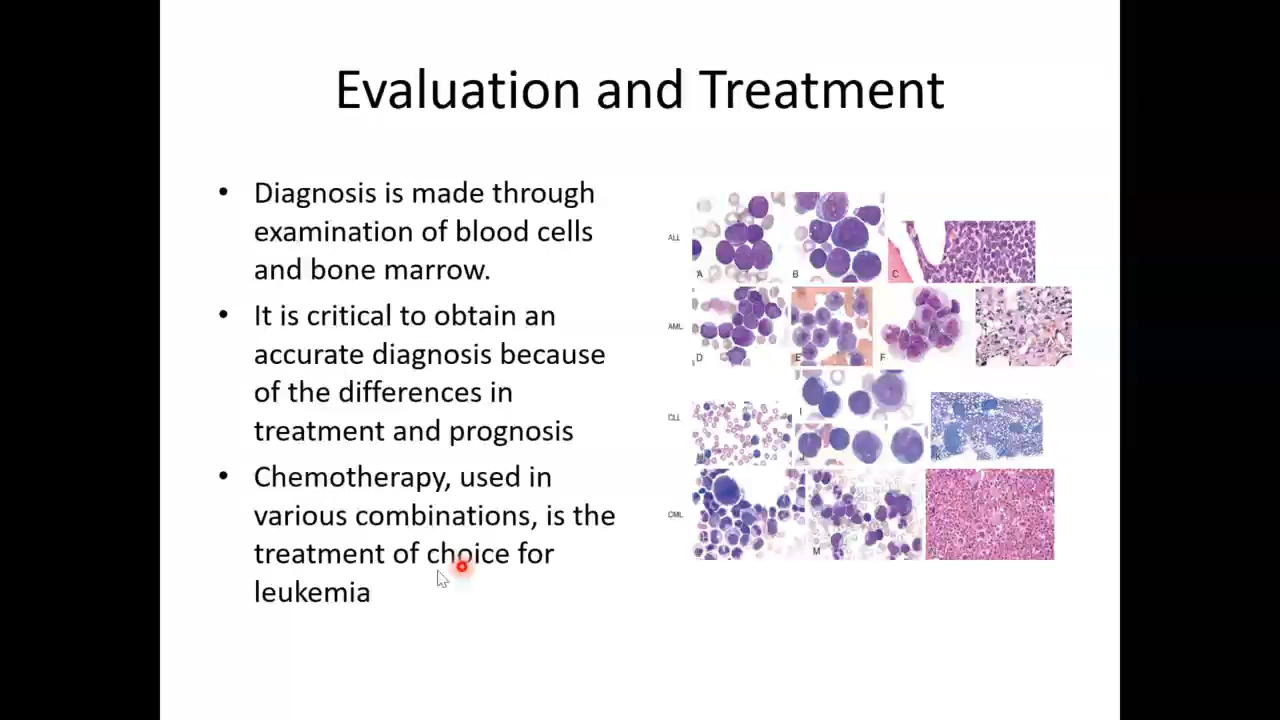 Evaluation and Treatment
• Diagnosis is made through
examination of blood cells
and bone marrow.
• It is critical to obtain an
accurate diagnosis because
of the differences in
treatment and prognosis
• Chemotherapy, used in
various combinations, is the
treatment of choice for
leukemia
ALL
A
B
C
AML
D
E
F
CLL
I
CML
M